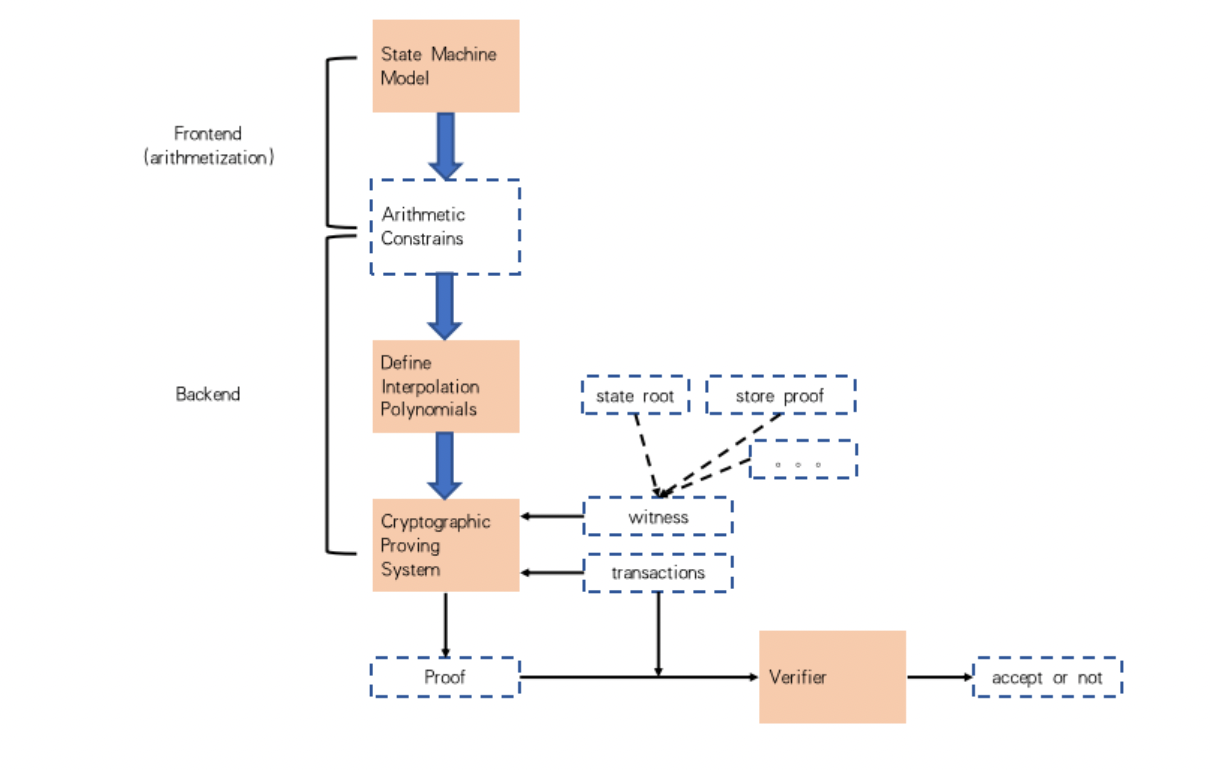 State Machine
Model
Frontend
(arithmetization)
Arithmetic
Constrains
Define
Interpolation
Polynomials
Backend
state root
store proof
。 。 。
Cryptographic
Proving
System
witness
transactions
Proof
Verifier
accept or not